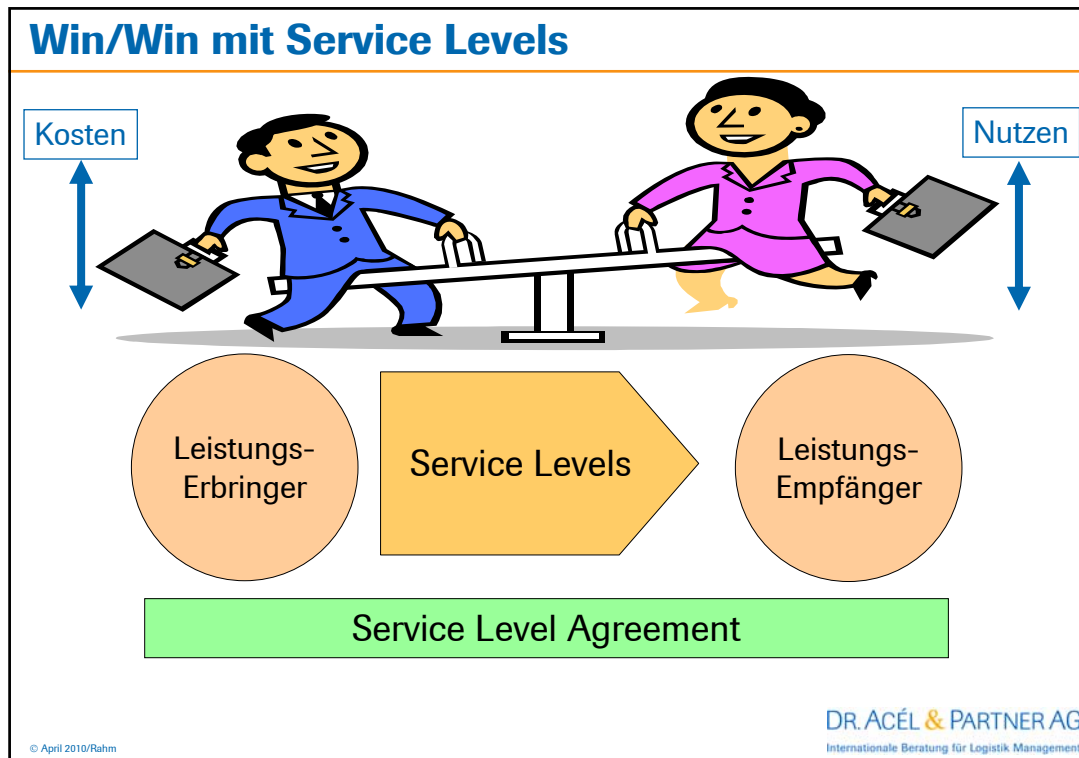 Win/Win mit Service Levels
Kosten
Nutzen
Leistungs-
Erbringer
Service Levels
Leistungs-
Empfänger
Service Level Agreement
© April 2010/Rahm
DR. ACÉL & PARTNER AG
Internationale Beratung für Logistik Management